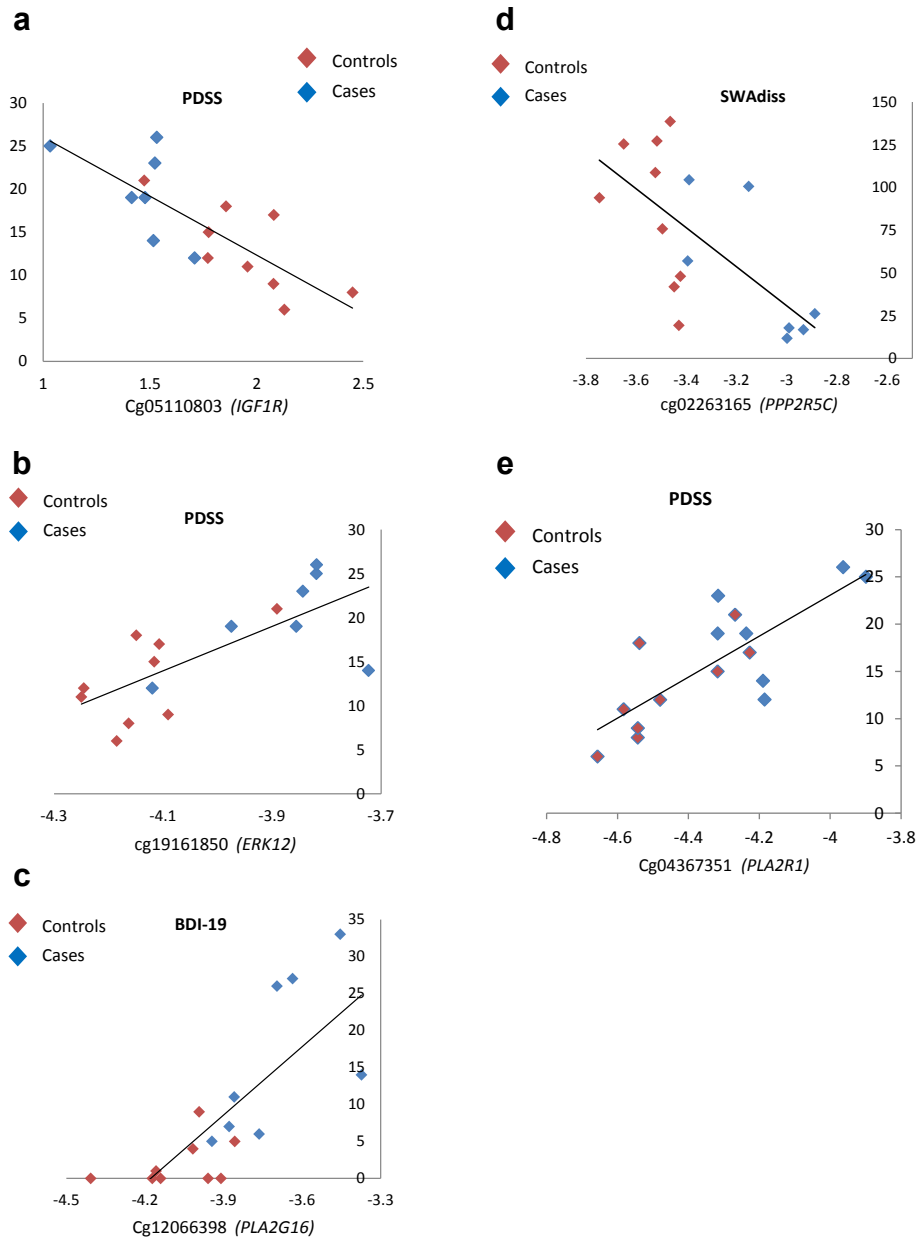 a
Controls
Cases
PDSS
30
25
20
15
10
5
0
1 1.5 2 2.5
Cg05110803 (IGF1R)
b
Controls
Cases
PDSS
30
25
20
15
10
5
0
-4.3 -4.1 -3.9 -3.7
cg19161850 (ERK12)
c
Controls
Cases
BDI-19
35
30
25
20
15
10
5
0
-4.5 -4.2 -3.9 -3.6 -3.3
Cg12066398 (PLA2G16)
d
Controls
Cases
SWAdiss
150
125
100
75
50
25
0
-3.8 -3.6 -3.4 -3.2 -3 -2.8 -2.6
cg02263165 (PPP2R5C)
e
PDSS
Controls
Cases
30
25
20
15
10
5
0
-4.8 -4.6 -4.4 -4.2 -4 -3.8
Cg04367351 (PLA2R1)